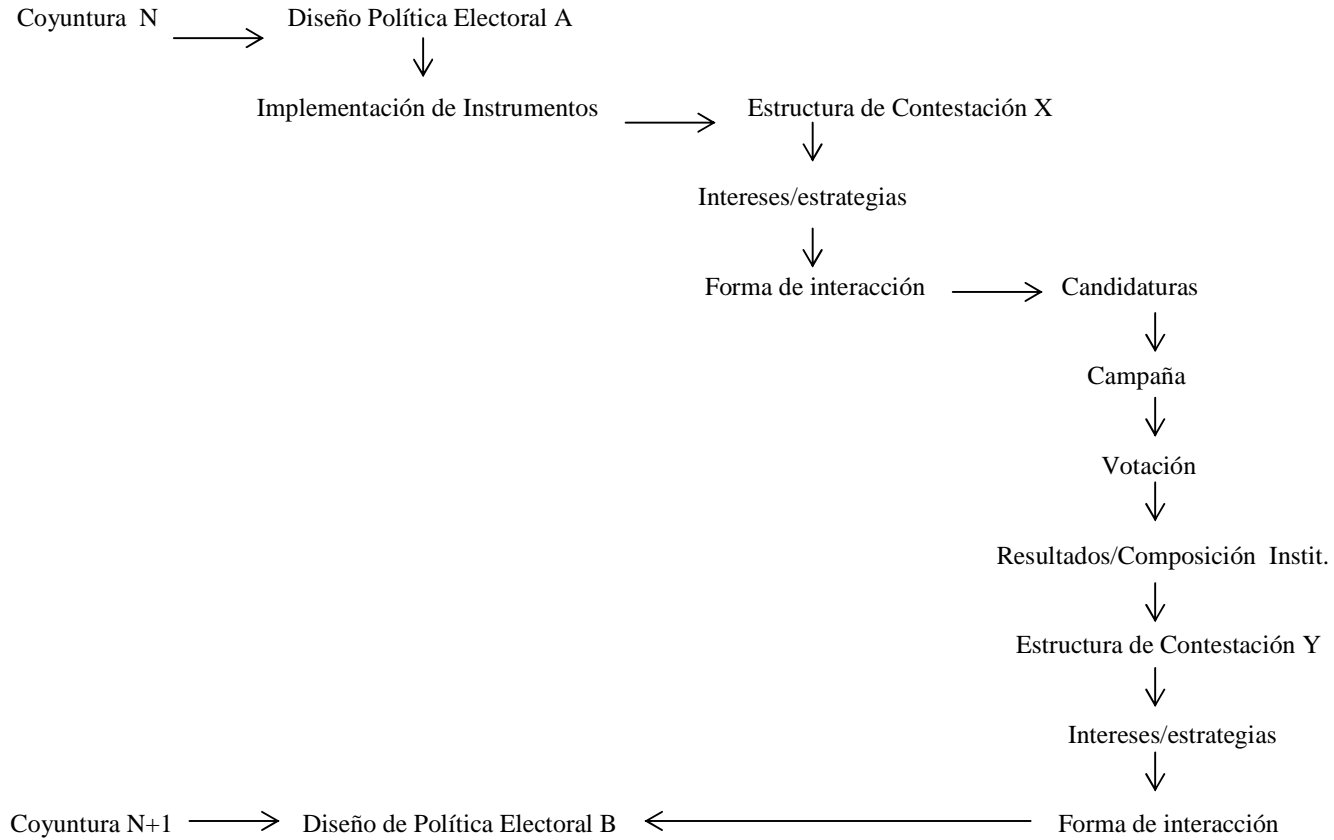 Coyuntura N
Diseño Política Electoral A
Implementación de Instrumentos
Estructura de Contestación X
Intereses/estrategias
Forma de interacción
Candidaturas
Campaña
Votación
Resultados/Composición Instit.
Estructura de Contestación Y
Intereses/estrategias
Coyuntura N+1
Diseño de Política Electoral B
Forma de interacción